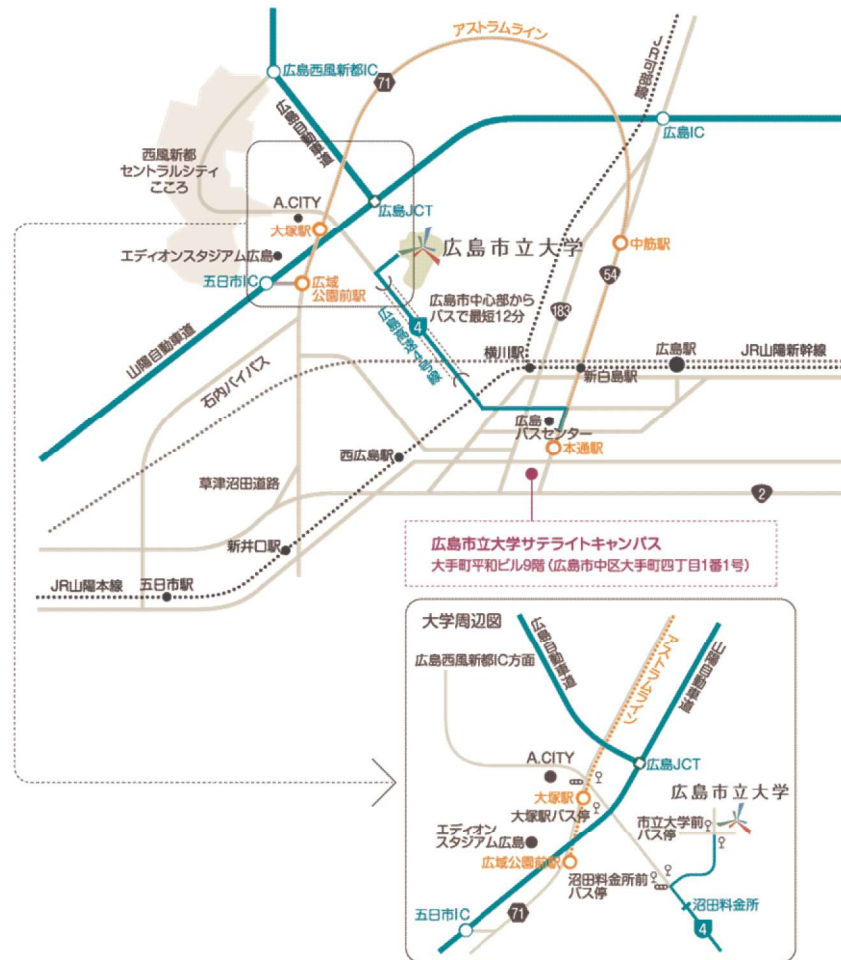 アストラムライン
JR可部線
71
広島西風新都IC
広島自動車道
広島IC
西風新都
セントラルシティ
こころ
A.CITY
大塚駅
広島JCT
広島市立大学
中筋駅
エディオンスタジアム広島
五日市IC
広域
公園前駅
54
広島市中心部から
バスで最短12分
4
広島高速4号線
183
山陽自動車道
石内バイパス
横川駅
広島駅
JR山陽新幹線
新白島駅
広島
バスセンター
本通駅
西広島駅
草津沼田道路
2
新井口駅
広島市立大学サテライトキャンパス
大手町平和ビル9階(広島市中区大手町四丁目1番1号)
JR山陽本線
五日市駅
大学周辺図
広島自動車道
アストラムライン
山陽自動車道
広島西風新都IC方面
A.CITY
広島JCT
大塚駅
大塚駅バス停
広島市立大学
市立大学前
バス停
エディオン
スタジアム広島
広域公園前駅
沼田料金所前
バス停
沼田料金所
71
五日市IC
4